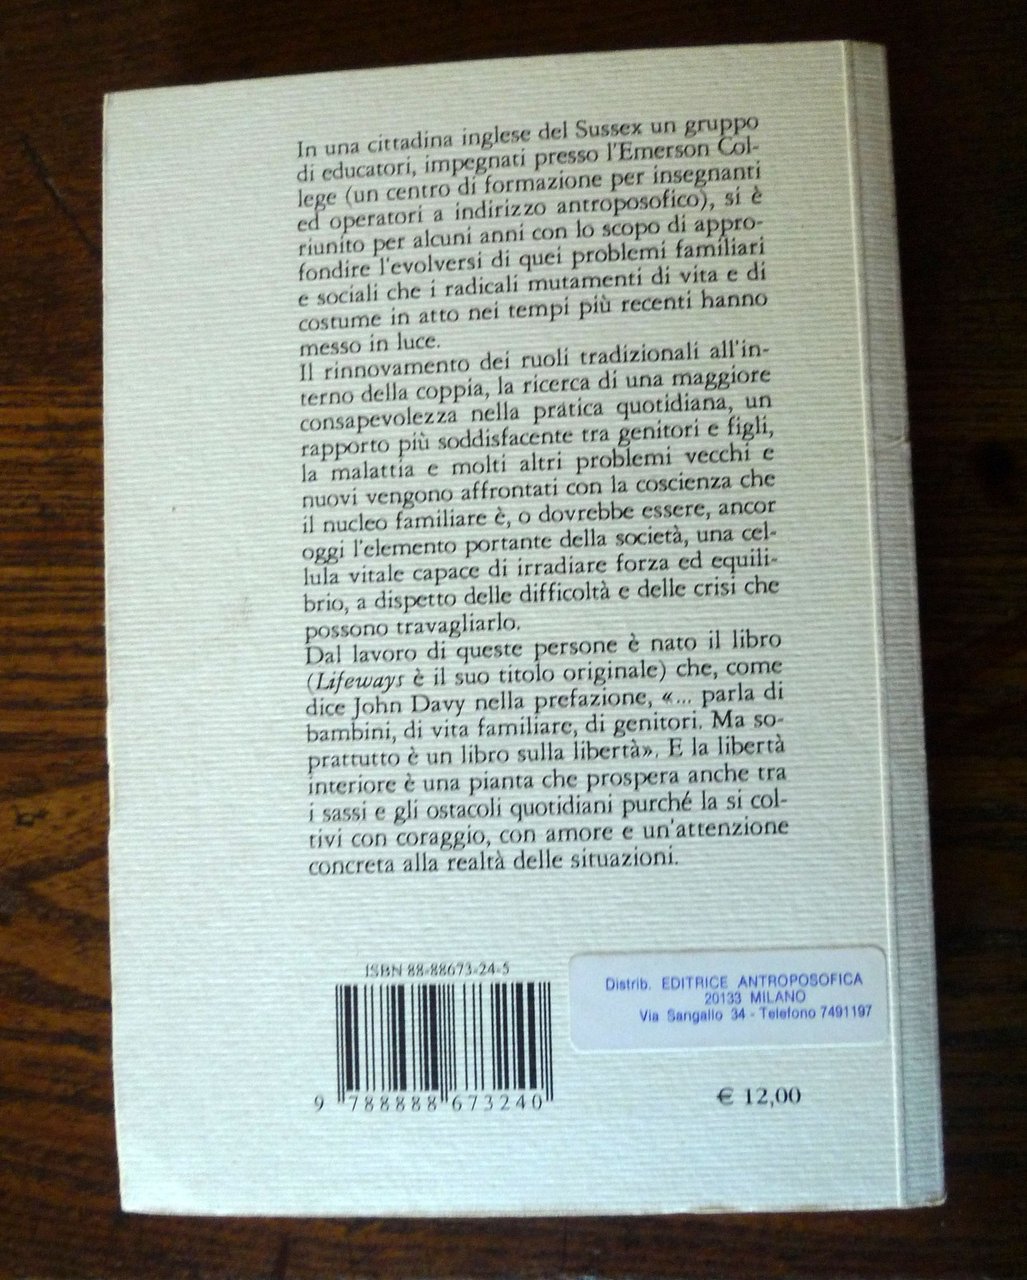 In una cittadina inglese del Sussex un gruppo
di educatori, impegnati presso l'Emerson Col-
lege (un centro di formazione per insegnanti
ed operatori a indirizzo antroposofico), si è
riunito per alcuni anni con lo scopo di appro-
fondire l'evolversi di quei problemi familiari
e sociali che i radicali mutamenti di vita e di
costume in atto nei tempi più recenti hanno
messo in luce.
Il rinnovamento dei ruoli tradizionali all'in-
terno della coppia, la ricerca di una maggiore
consapevolezza nella pratica quotidiana, un
rapporto più soddisfacente tra genitori e figli,
la malattia e molti altri problemi vecchi e
nuovi vengono affrontati con la coscienza che
il nucleo familiare è, o dovrebbe essere, ancor
oggi l'elemento portante della società, una cel-
lula vitale capace di irradiare forza ed equili-
brio, a dispetto delle difficoltà e delle crisi che
possono travagliarlo.
Dal lavoro di queste persone è nato il libro
(Lifeways è il suo titolo originale) che, come
dice John Davy nella prefazione, «... parla di
bambini, di vita familiare, di genitori. Ma so-
prattutto è un libro sulla libertà». E la libertà
interiore è una pianta che prospera anche tra
i sassi e gli ostacoli quotidiani purché la si col-
tivi con coraggio, con amore e un'attenzione
concreta alla realtà delle situazioni.
ISBN 88-88673-24-5
9 788888 673240
Distrib. EDITRICE ANTROPOSOFICA
20133 MILANO
Via Sangallo 34 - Telefono 7491197
€ 12,00